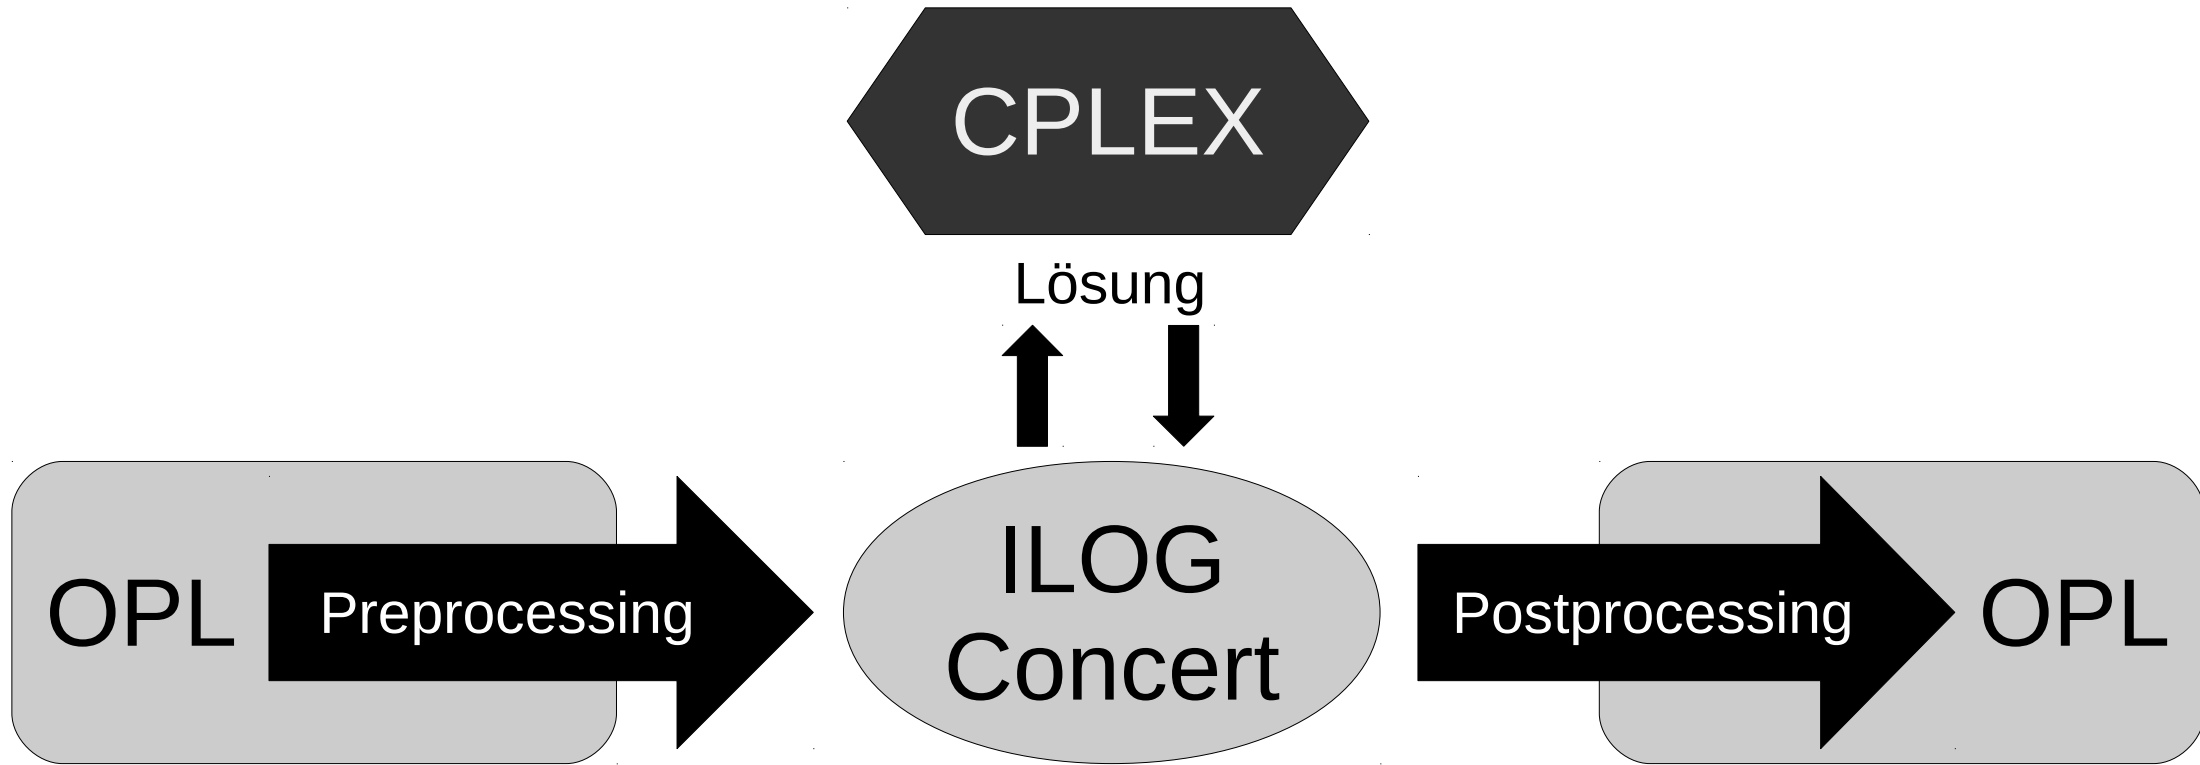 CPLEX
Lösung
OPL
Preprocessing
ILOG
Concert
Postprocessing
OPL